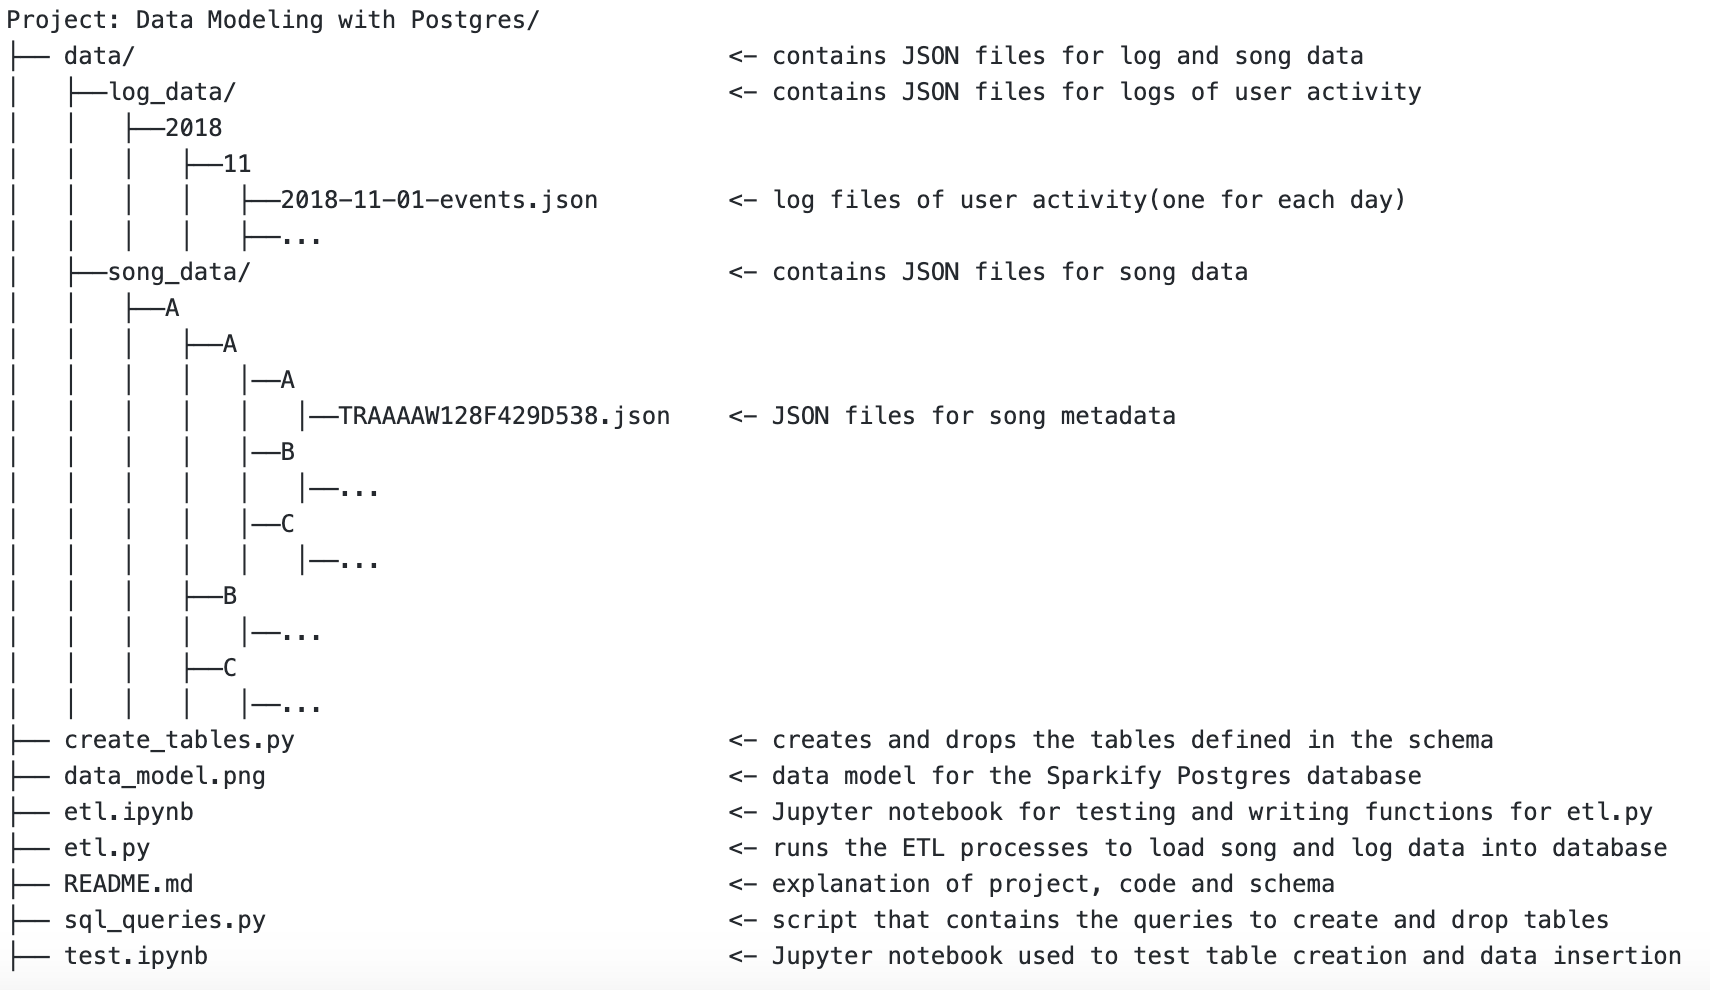 Project: Data Modeling with Postgres/
├── data/                                         <- contains JSON files for log and song data
│   ├──log_data/                                  <- contains JSON files for logs of user activity
│   │   ├──2018
│   │   │   ├──11
│   │   │   │   ├──2018-11-01-events.json         <- log files of user activity(one for each day)
│   │   │   │   ├──...
│   ├──song_data/                                 <- contains JSON files for song data
│   │   ├──A
│   │   │   ├──A
│   │   │   │   |──A
│   │   │   │   │   |──TRAAAAW128F429D538.json    <- JSON files for song metadata
│   │   │   │   |──B
│   │   │   │   │   |──...
│   │   │   │   |──C
│   │   │   │   │   |──...
│   │   │   ├──B
│   │   │   │   |──...
│   │   │   ├──C
│   │   │   │   |──...
├── create_tables.py                              <- creates and drops the tables defined in the schema
├── data_model.png                                <- data model for the Sparkify Postgres database
├── etl.ipynb                                     <- Jupyter notebook for testing and writing functions for etl.py
├── etl.py                                        <- runs the ETL processes to load song and log data into database
├── README.md                                     <- explanation of project, code and schema
├── sql_queries.py                                <- script that contains the queries to create and drop tables
├── test.ipynb                                    <- Jupyter notebook used to test table creation and data insertion